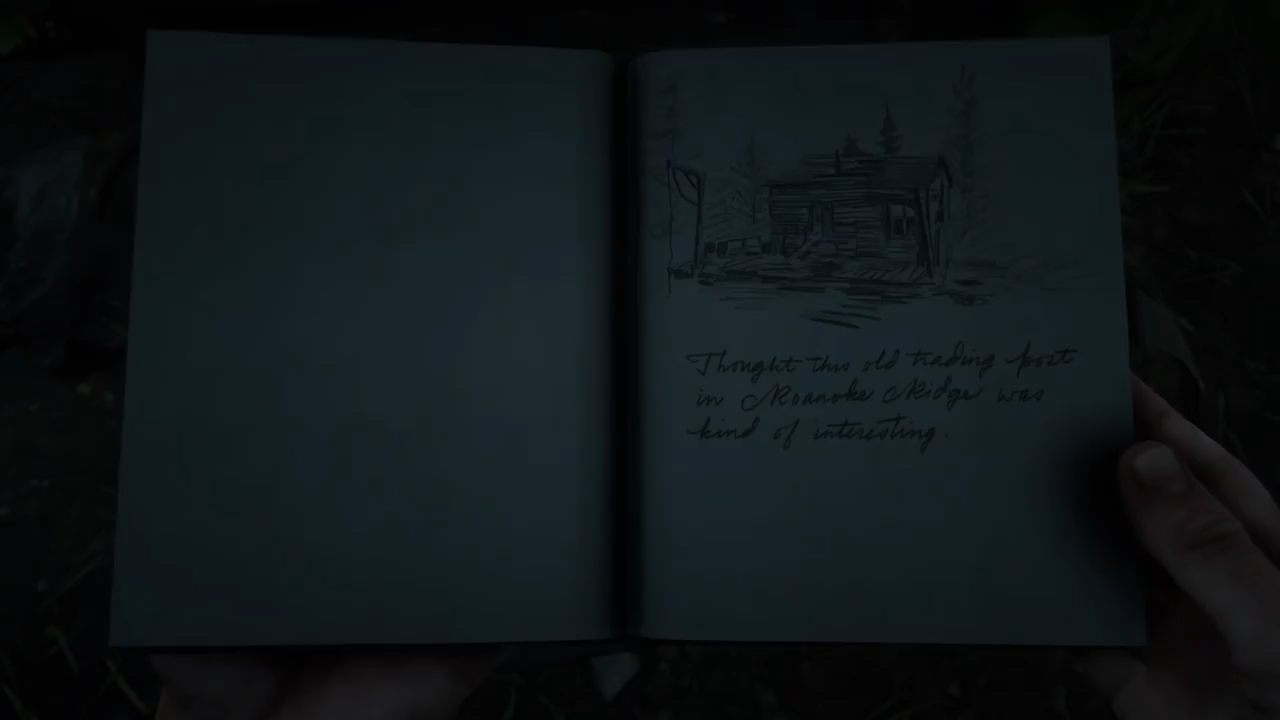 Thought this old trading post
in Roanoke Ridge was
kind of interesting.